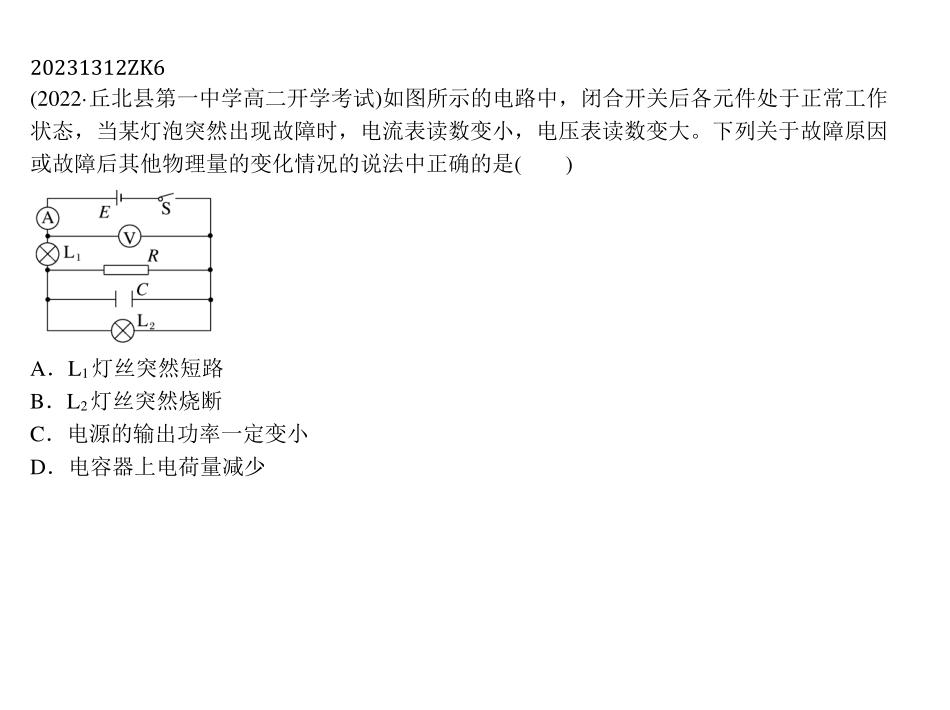 20231312ZK6
(2022·丘北县第一中学高二开学考试)如图所示的电路中，闭合开关后各元件处于正常工作
状态，当某灯泡突然出现故障时，电流表读数变小，电压表读数变大。下列关于故障原因
或故障后其他物理量的变化情况的说法中正确的是(　　)
E
S
A
V
L₁
R
C
L₂
A．L₁灯丝突然短路
B．L₂灯丝突然烧断
C．电源的输出功率一定变小
D．电容器上电荷量减少